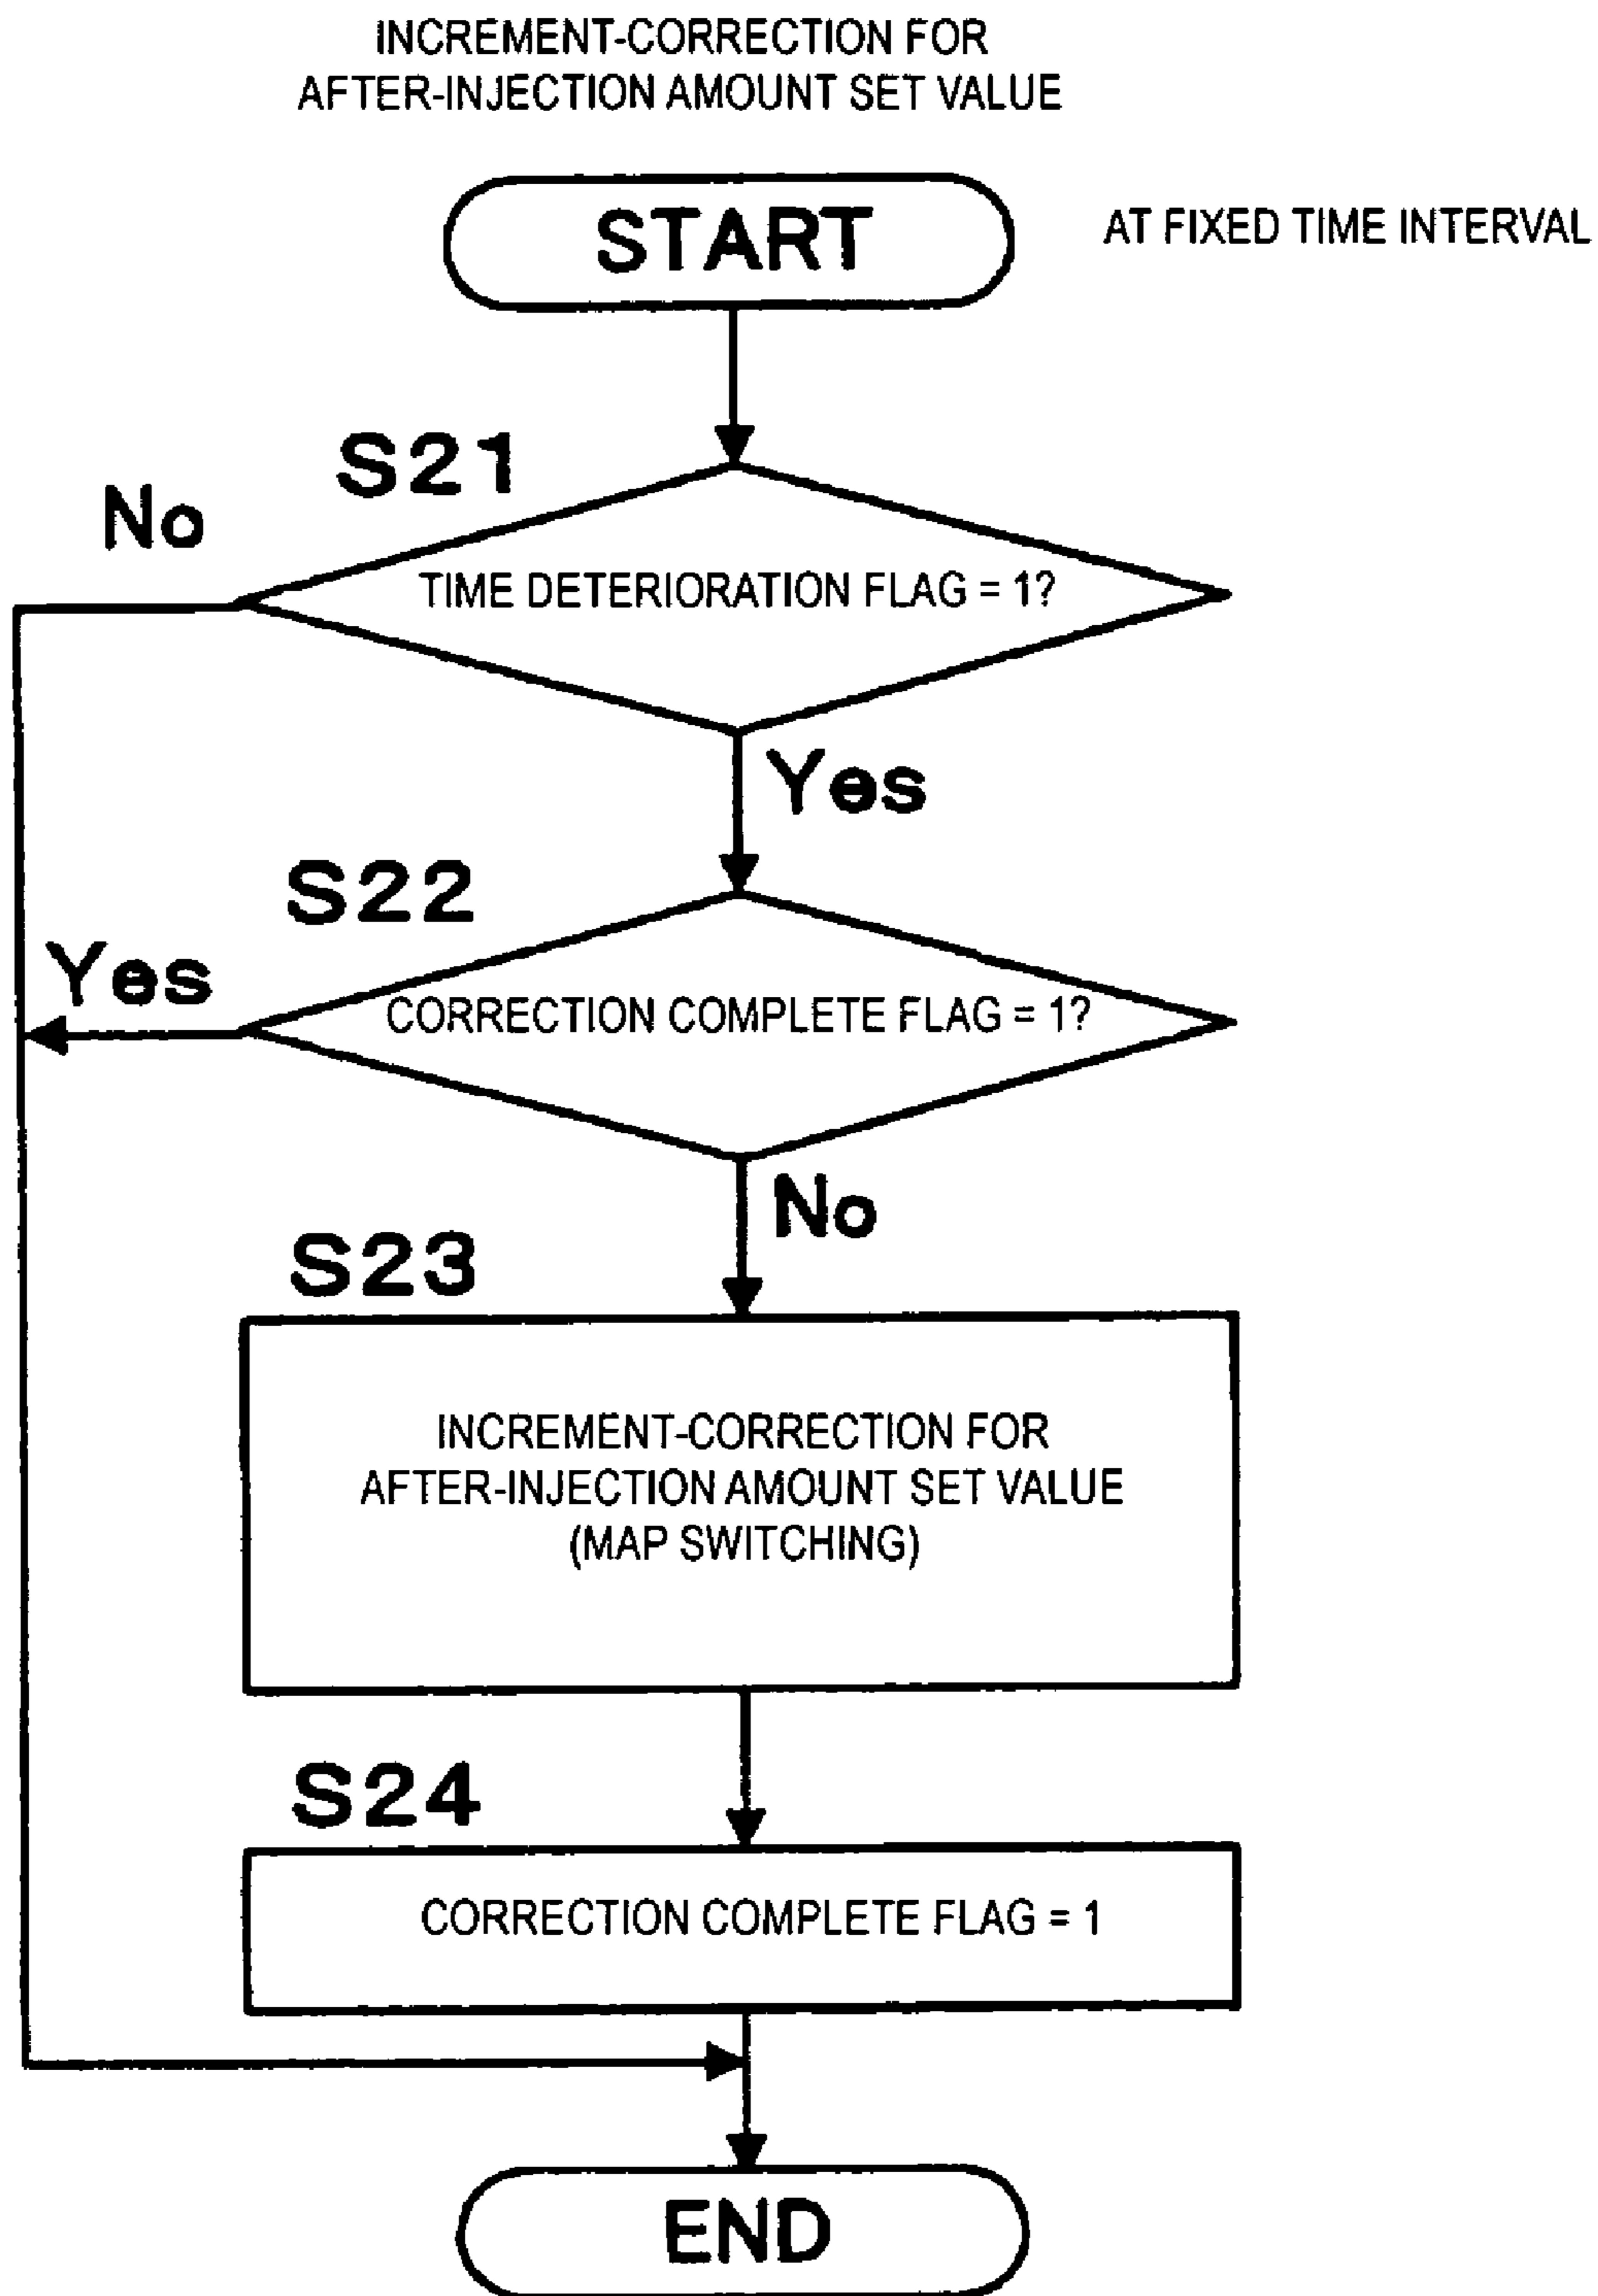 INCREMENT-CORRECTION FOR
AFTER-INJECTION AMOUNT SET VALUE
START
AT FIXED TIME INTERVAL
S21
No
TIME DETERIORATION FLAG = 1?
Yes
S22
Yes
CORRECTION COMPLETE FLAG = 1?
No
S23
INCREMENT-CORRECTION FOR
AFTER-INJECTION AMOUNT SET VALUE
(MAP SWITCHING)
S24
CORRECTION COMPLETE FLAG = 1
END